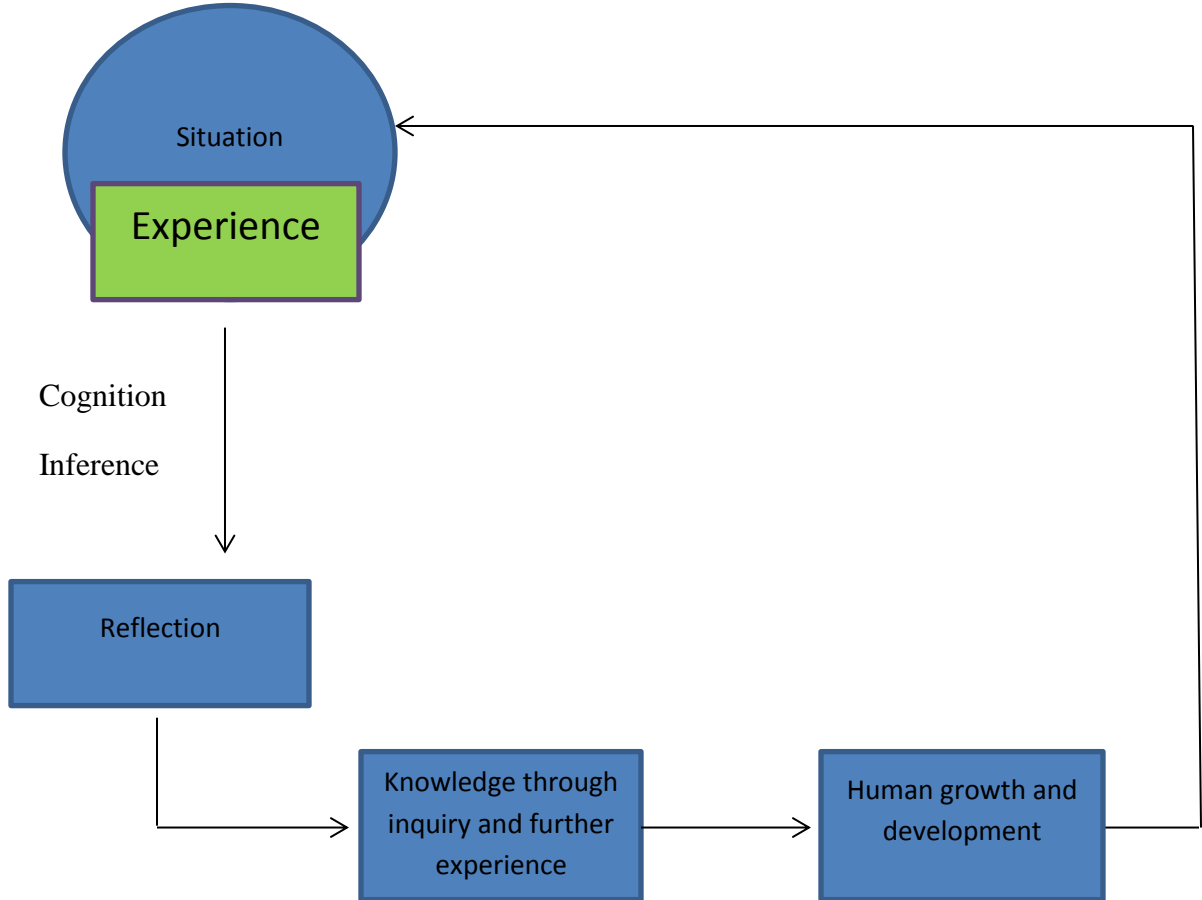 Situation
Experience
Cognition
Inference
Reflection
Knowledge through
inquiry and further
experience
Human growth and
development